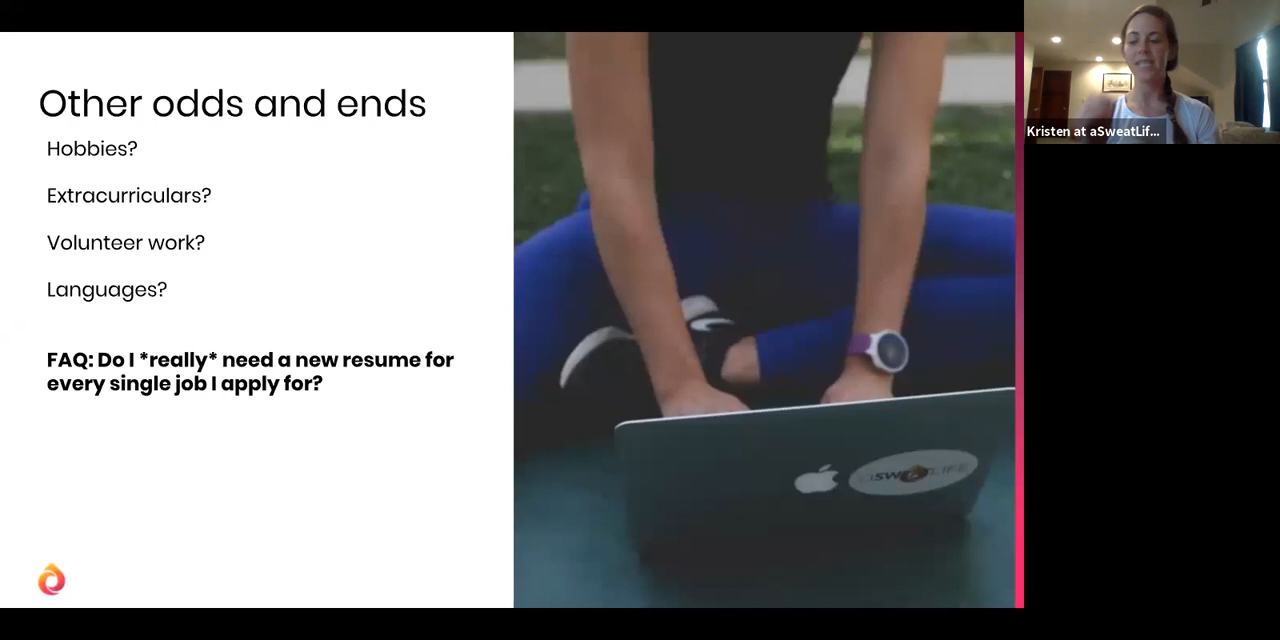 Other odds and ends
Hobbies?
Extracurriculars?
Volunteer work?
Languages?
FAQ: Do I *really* need a new resume for
every single job I apply for?
Kristen at aSweatLif...
aSWEATLIFE